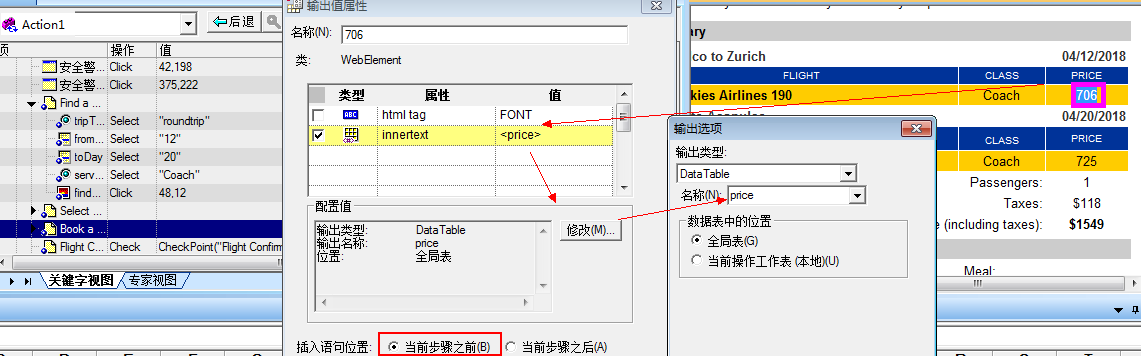 Action1
后退
项 操作 值
安全警... Click 42,198
安全警... Click 375,222
Find a ...
tripT... Select "roundtrip"
from... Select "12"
toDay Select "20"
serv... Select "Coach"
find... Click 48,12
Select ...
Book a ...
Flight C... Check CheckPoint("Flight Confirm
关键字视图 专家视图
输出值属性
名称(N): 706
类: WebElement
类型 属性 值
ABC html tag FONT
innertext <price>
配置值
输出类型: DataTable
输出名称: price
位置: 全局表
修改(M)...
插入语句位置: 当前步骤之前(B) 当前步骤之后(A)
输出选项
输出类型:
DataTable
名称(N): price
数据表中的位置
全局表(G)
当前操作工作表 (本地)(U)
ary
co to Zurich 04/12/2018
FLIGHT CLASS PRICE
kies Airlines 190 Coach 706
04/20/2018
CLASS PRICE
Coach 725
Passengers: 1
Taxes: $118
e (including taxes): $1549
Meal: